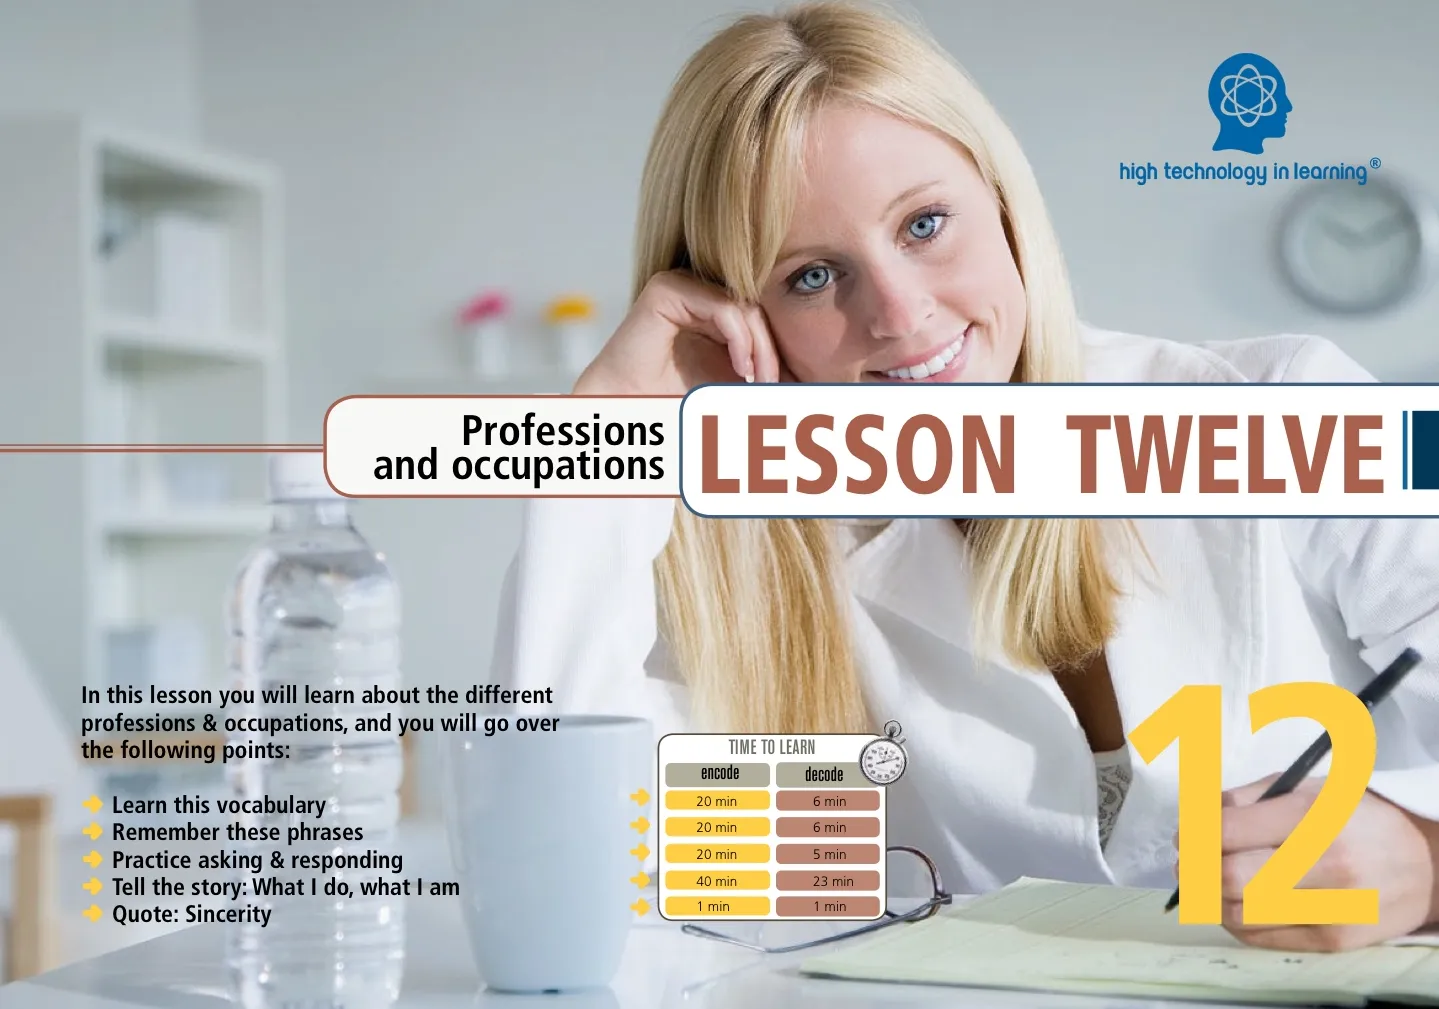 high technology in learning®
Professions
and occupations
LESSON TWELVE
In this lesson you will learn about the different
professions & occupations, and you will go over
the following points:
Learn this vocabulary
Remember these phrases
Practice asking & responding
Tell the story: What I do, what I am
Quote: Sincerity
TIME TO LEARN
encode decode
20 min 6 min
20 min 6 min
20 min 5 min
40 min 23 min
1 min 1 min
12